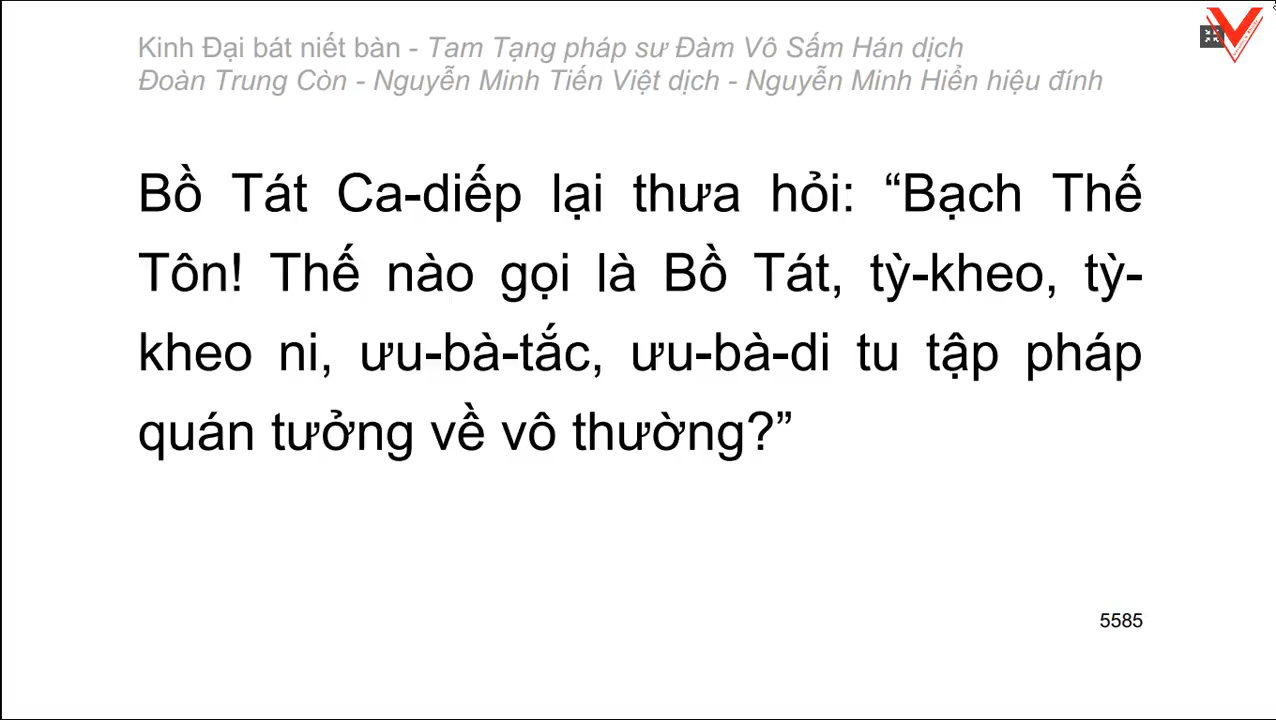 Kinh Đại bát niết bàn - Tam Tạng pháp sư Đàm Vô Sấm Hán dịch
Đoàn Trung Còn - Nguyễn Minh Tiến Việt dịch - Nguyễn Minh Hiển hiệu đính
Bồ Tát Ca-diếp lại thưa hỏi: “Bạch Thế
Tôn! Thế nào gọi là Bồ Tát, tỳ-kheo, tỳ-
kheo ni, ưu-bà-tắc, ưu-bà-di tu tập pháp
quán tưởng về vô thường?”
5585